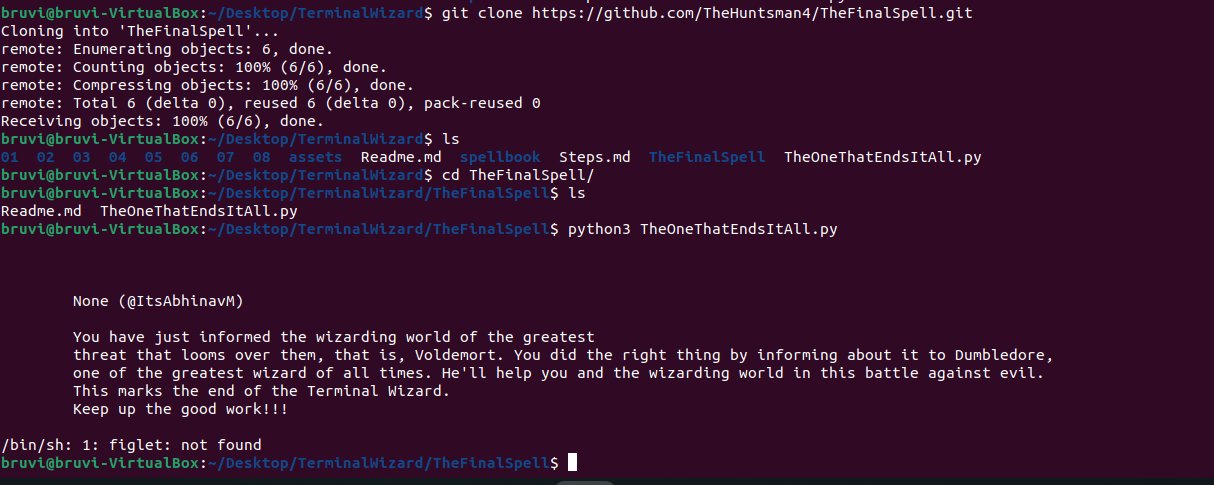 bruvi@bruvi-VirtualBox:~/Desktop/TerminalWizard$ git clone https://github.com/TheHuntsman4/TheFinalSpell.git
Cloning into 'TheFinalSpell'...
remote: Enumerating objects: 6, done.
remote: Counting objects: 100% (6/6), done.
remote: Compressing objects: 100% (6/6), done.
remote: Total 6 (delta 0), reused 6 (delta 0), pack-reused 0
Receiving objects: 100% (6/6), done.
bruvi@bruvi-VirtualBox:~/Desktop/TerminalWizard$ ls
01  02  03  04  05  06  07  08  assets  Readme.md  spellbook  Steps.md  TheFinalSpell  TheOneThatEndsItAll.py
bruvi@bruvi-VirtualBox:~/Desktop/TerminalWizard$ cd TheFinalSpell/
bruvi@bruvi-VirtualBox:~/Desktop/TerminalWizard/TheFinalSpell$ ls
Readme.md  TheOneThatEndsItAll.py
bruvi@bruvi-VirtualBox:~/Desktop/TerminalWizard/TheFinalSpell$ python3 TheOneThatEndsItAll.py
None (@ItsAbhinavM)
You have just informed the wizarding world of the greatest
threat that looms over them, that is, Voldemort. You did the right thing by informing about it to Dumbledore,
one of the greatest wizard of all times. He'll help you and the wizarding world in this battle against evil.
This marks the end of the Terminal Wizard.
Keep up the good work!!!
/bin/sh: 1: figlet: not found
bruvi@bruvi-VirtualBox:~/Desktop/TerminalWizard/TheFinalSpell$